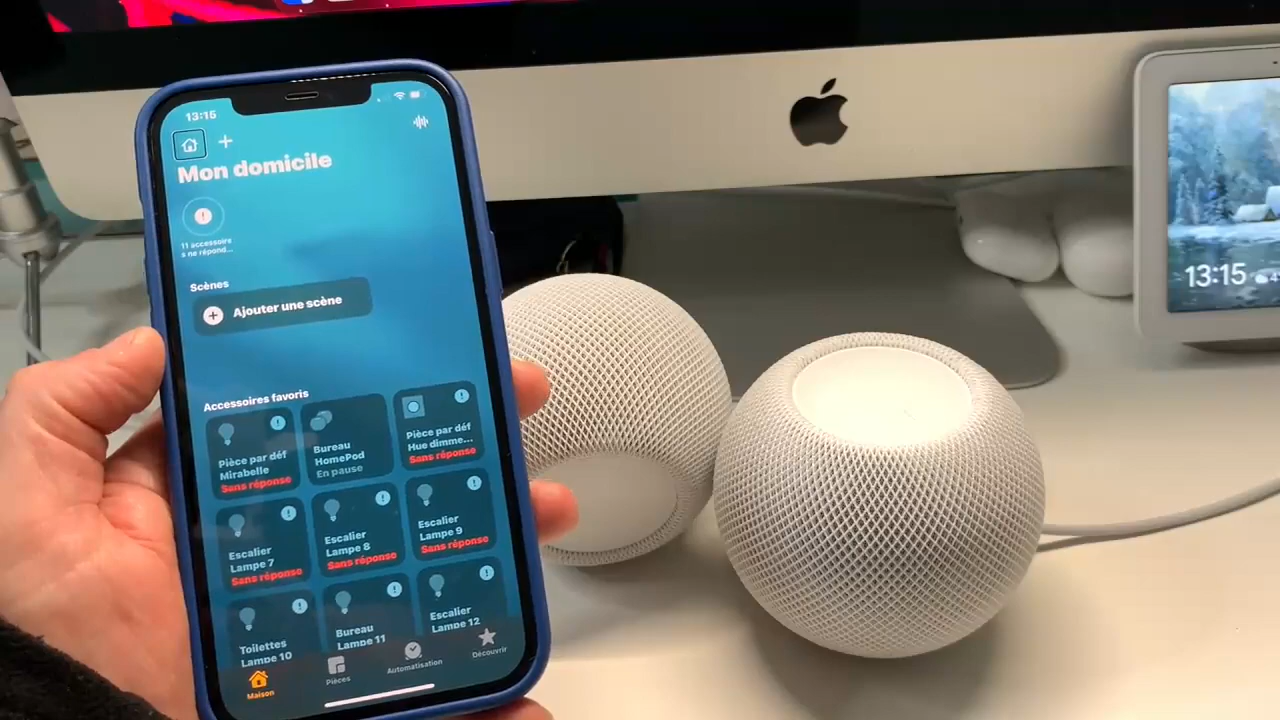 13:15
Mon domicile
11 accessoire
s ne répond...
Scènes
Ajouter une scène
Accessoires favoris
Pièce par déf
Mirabelle
Sans réponse
Bureau
HomePod
En pause
Pièce par déf
Hue dimme...
Sans réponse
Escalier
Lampe 7
Sans réponse
Escalier
Lampe 8
Sans réponse
Escalier
Lampe 9
Sans réponse
Toilettes
Lampe 10
Bureau
Lampe 11
Escalier
Lampe 12
Maison
Pièces
Automatisation
Découvrir
13:15